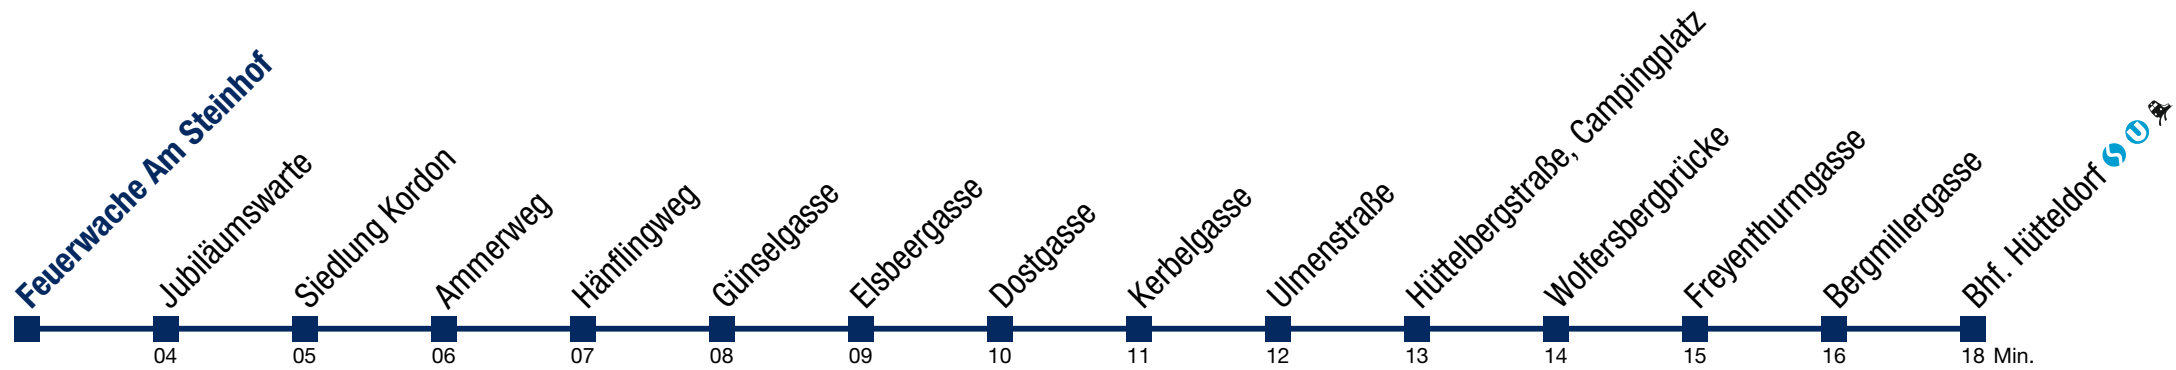 Feuerwache Am Steinhof
Jubiläumswarte
Siedlung Kordon
Ammerweg
Hänflingweg
Günselgasse
Elsbeergasse
Dostgasse
Kerbelgasse
Ulmenstraße
Hüttelbergstraße, Campingplatz
Wolfersbergbrücke
Freyenthurmgasse
Bergmillergasse
Bhf. Hütteldorf S U
04 05 06 07 08 09 10 11 12 13 14 15 16 18 Min.